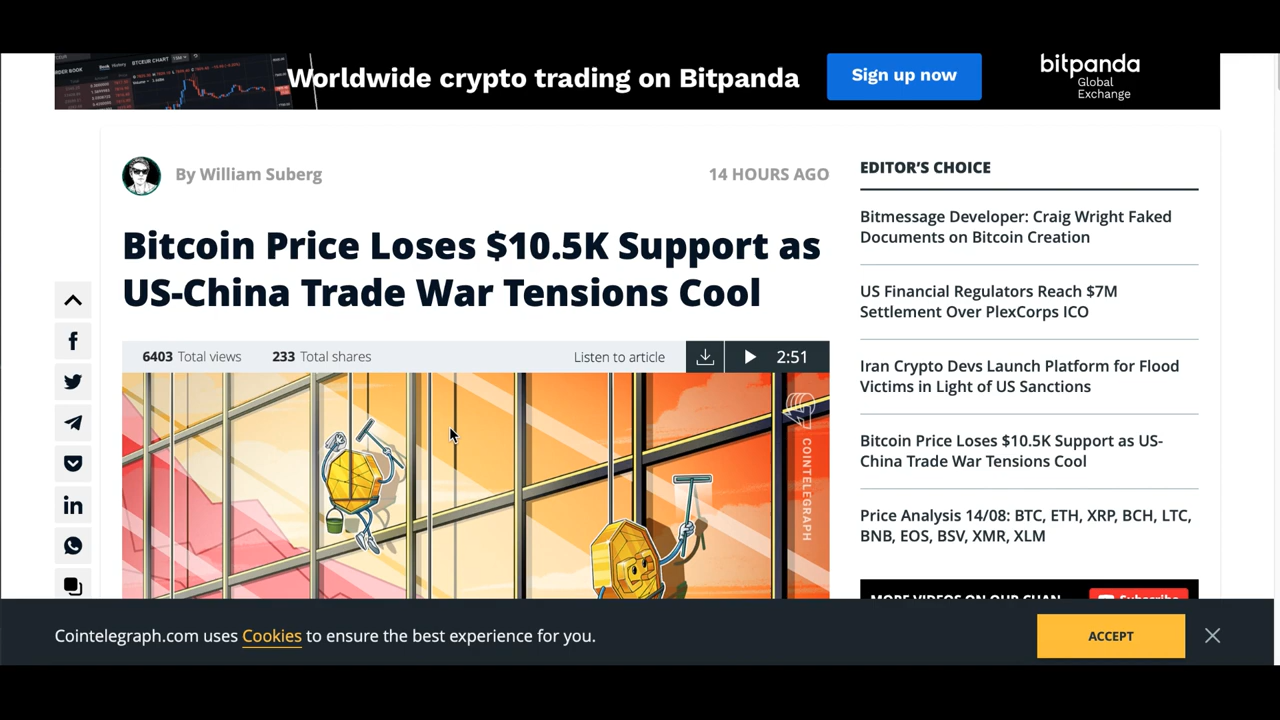 Worldwide crypto trading on Bitpanda
Sign up now
bitpanda
Global
Exchange
By William Suberg
14 HOURS AGO
Bitcoin Price Loses $10.5K Support as
US-China Trade War Tensions Cool
6403 Total views
233 Total shares
Listen to article
2:51
COINTELEGRAPH
EDITOR'S CHOICE
Bitmessage Developer: Craig Wright Faked
Documents on Bitcoin Creation
US Financial Regulators Reach $7M
Settlement Over PlexCorps ICO
Iran Crypto Devs Launch Platform for Flood
Victims in Light of US Sanctions
Bitcoin Price Loses $10.5K Support as US-
China Trade War Tensions Cool
Price Analysis 14/08: BTC, ETH, XRP, BCH, LTC,
BNB, EOS, BSV, XMR, XLM
MORE VIDEOS ON OUR CHAN
Subscribe
Cointelegraph.com uses Cookies to ensure the best experience for you.
ACCEPT